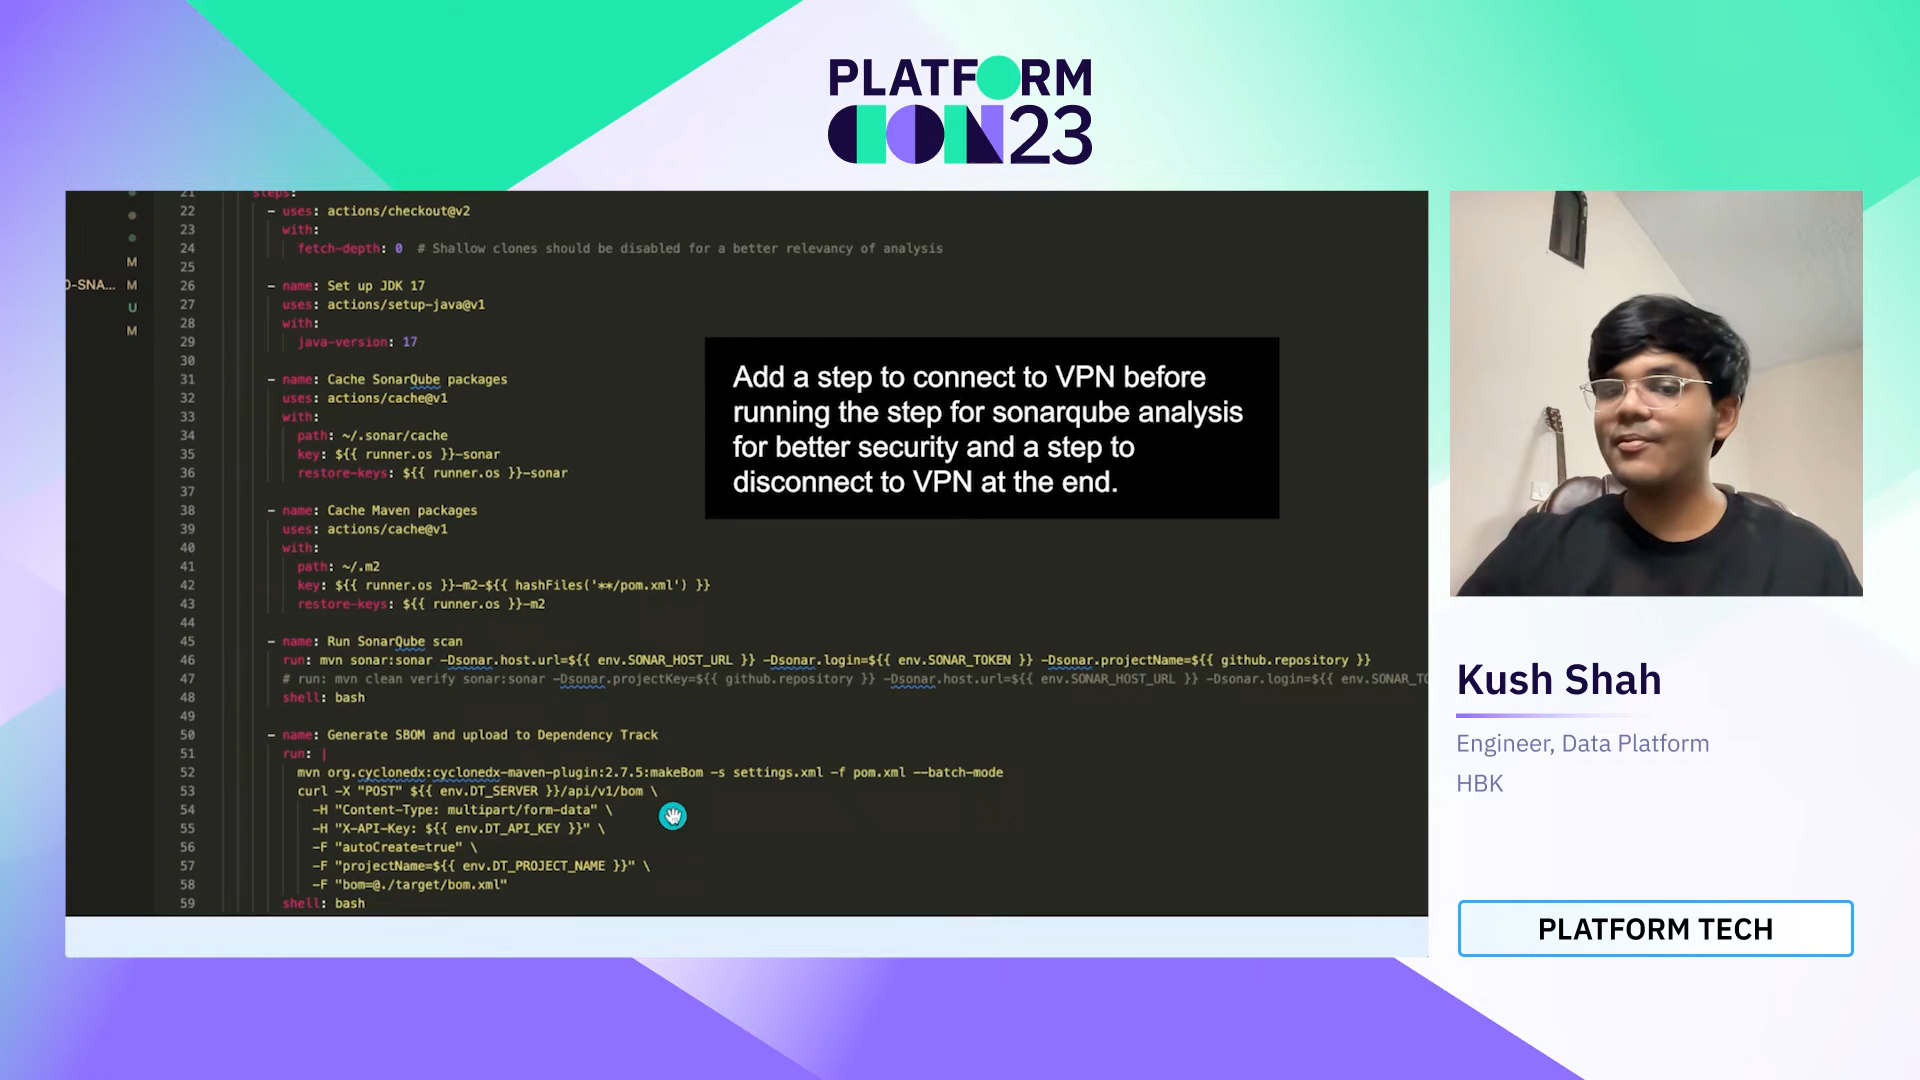 PLATFORM
CON23
21 steps:
22 - uses: actions/checkout@v2
23 with:
24 fetch-depth: 0 # Shallow clones should be disabled for a better relevancy of analysis
25
M
0-SNA... M
26 - name: Set up JDK 17
27 uses: actions/setup-java@v1
U
28 with:
M
29 java-version: 17
30
31 - name: Cache SonarQube packages
32 uses: actions/cache@v1
33 with:
34 path: ~/.sonar/cache
35 key: ${{ runner.os }}-sonar
36 restore-keys: ${{ runner.os }}-sonar
37
38 - name: Cache Maven packages
39 uses: actions/cache@v1
40 with:
41 path: ~/.m2
42 key: ${{ runner.os }}-m2-${{ hashFiles('**/pom.xml') }}
43 restore-keys: ${{ runner.os }}-m2
44
45 - name: Run SonarQube scan
46 run: mvn sonar:sonar -Dsonar.host.url=${{ env.SONAR_HOST_URL }} -Dsonar.login=${{ env.SONAR_TOKEN }} -Dsonar.projectName=${{ github.repository }}
47 # run: mvn clean verify sonar:sonar -Dsonar.projectKey=${{ github.repository }} -Dsonar.host.url=${{ env.SONAR_HOST_URL }} -Dsonar.login=${{ env.SONAR_TO
48 shell: bash
49
50 - name: Generate SBOM and upload to Dependency Track
51 run: |
52 mvn org.cyclonedx:cyclonedx-maven-plugin:2.7.5:makeBom -s settings.xml -f pom.xml --batch-mode
53 curl -X "POST" ${{ env.DT_SERVER }}/api/v1/bom \
54 -H "Content-Type: multipart/form-data" \
55 -H "X-API-Key: ${{ env.DT_API_KEY }}" \
56 -F "autoCreate=true" \
57 -F "projectName=${{ env.DT_PROJECT_NAME }}" \
58 -F "bom=@./target/bom.xml"
59 shell: bash
Add a step to connect to VPN before
running the step for sonarqube analysis
for better security and a step to
disconnect to VPN at the end.
Kush Shah
Engineer, Data Platform
HBK
PLATFORM TECH